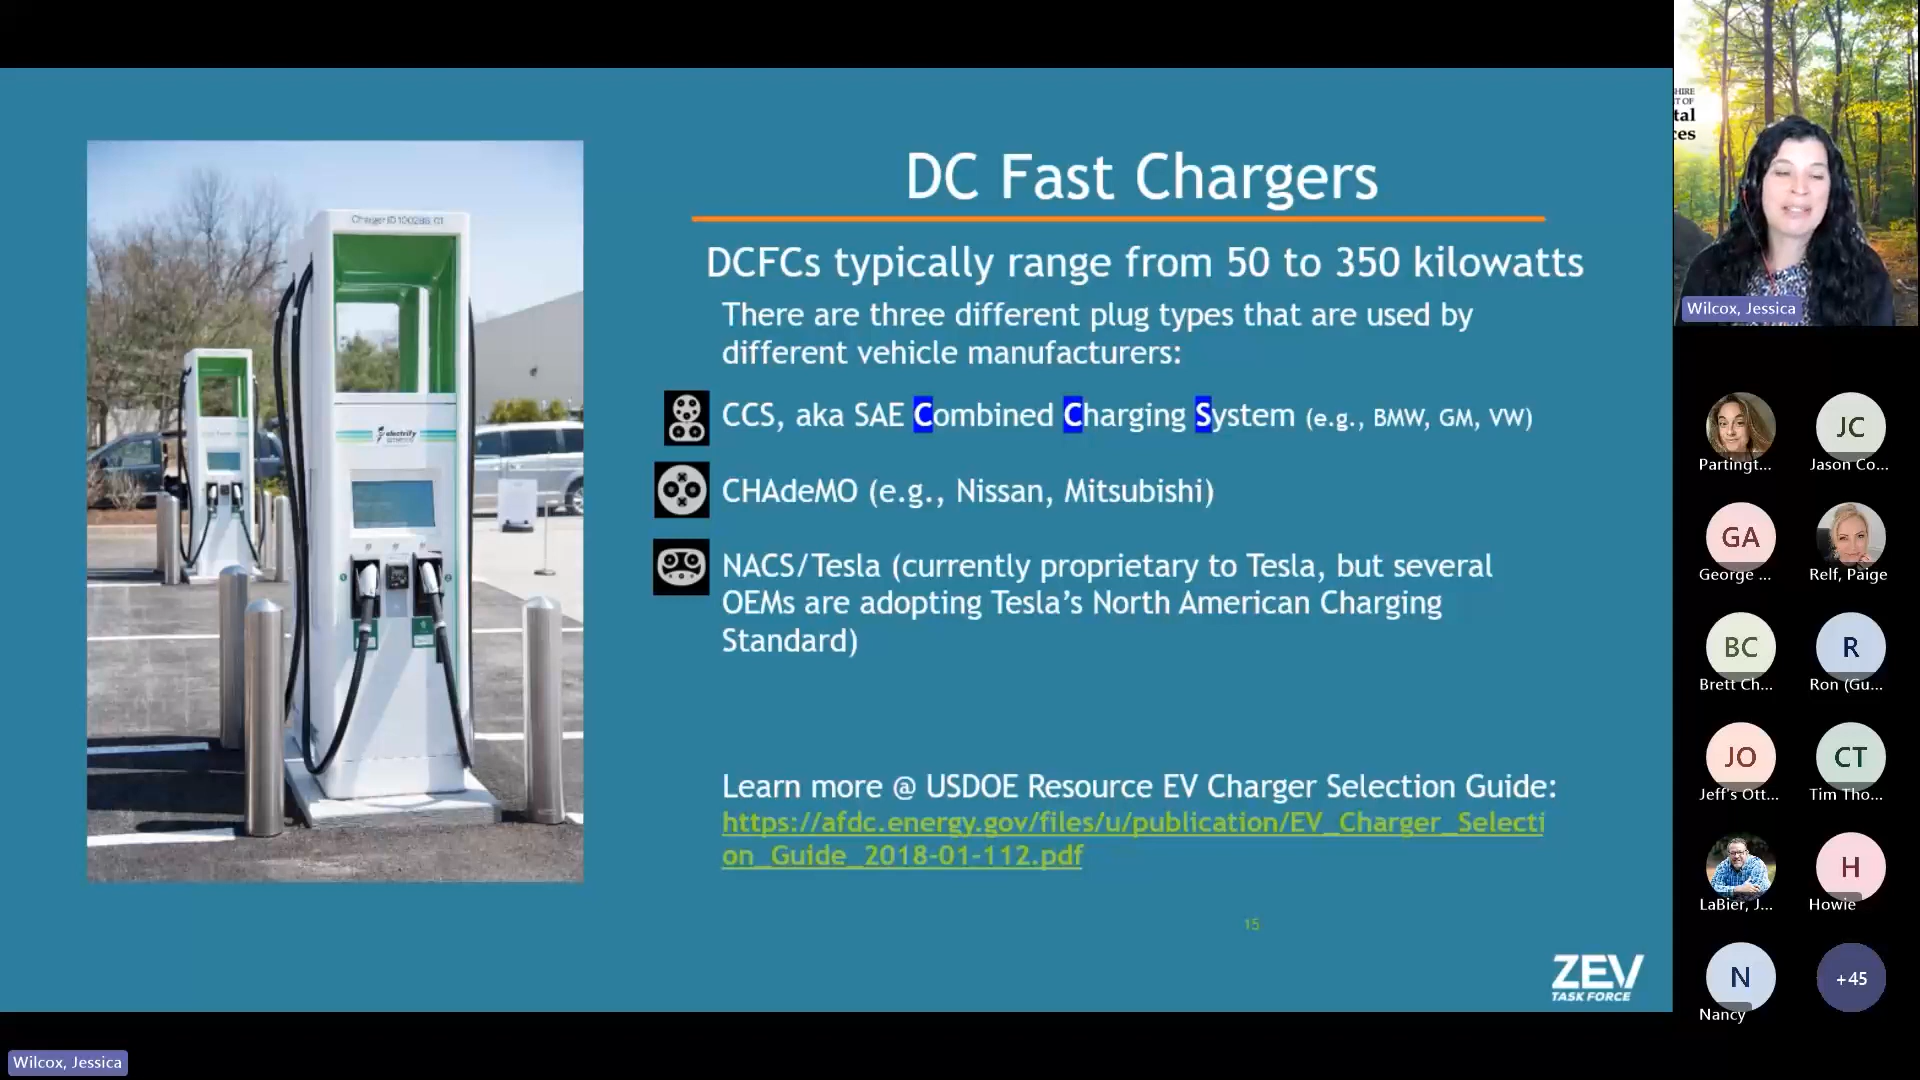 DC Fast Chargers
DCFCs typically range from 50 to 350 kilowatts
There are three different plug types that are used by
different vehicle manufacturers:
CCS, aka SAE Combined Charging System (e.g., BMW, GM, VW)
CHAdeMO (e.g., Nissan, Mitsubishi)
NACS/Tesla (currently proprietary to Tesla, but several
OEMs are adopting Tesla's North American Charging
Standard)
Learn more @ USDOE Resource EV Charger Selection Guide:
https://afdc.energy.gov/files/u/publication/EV_Charger_Selecti
on_Guide_2018-01-112.pdf
15
ZEV
TASK FORCE
electrify
america
Wilcox, Jessica
Partingt...
JC
Jason Co...
GA
George ...
Relf, Paige
BC
Brett Ch...
R
Ron (Gu...
JO
Jeff's Ott...
CT
Tim Tho...
LaBier, J...
H
Howie
N
Nancy
+45
Wilcox, Jessica